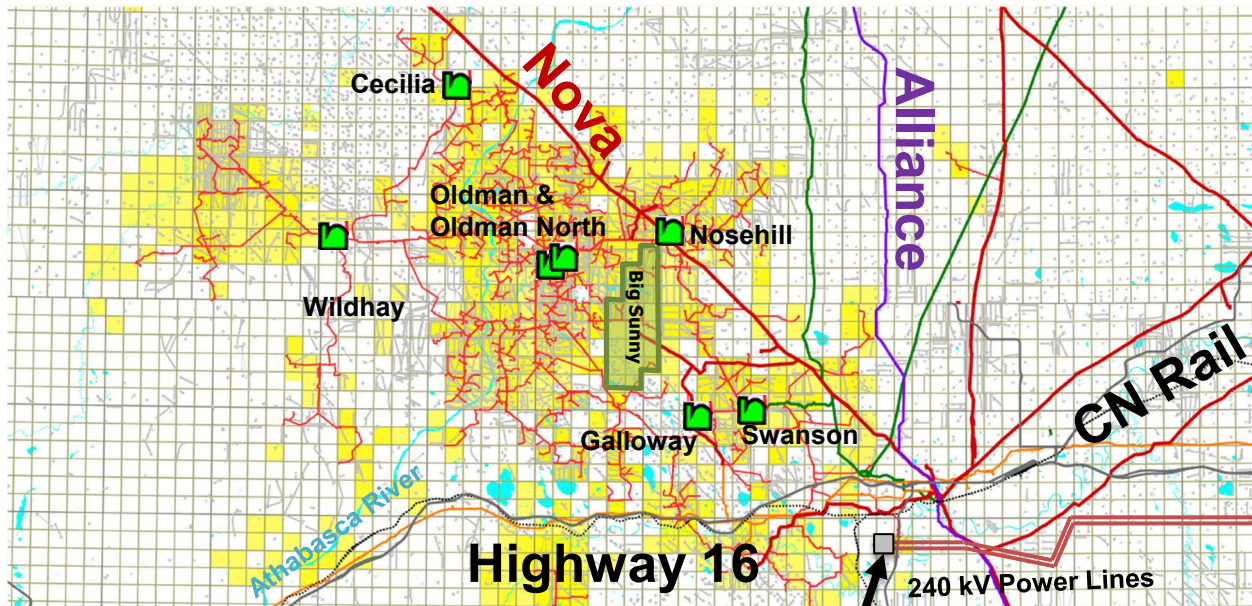 Cecilia
Nova
Alliance
Oldman &
Oldman North
Nosehill
Big Sunny
Wildhay
CN Rail
Galloway
Swanson
Athabasca River
Highway 16
240 kV Power Lines